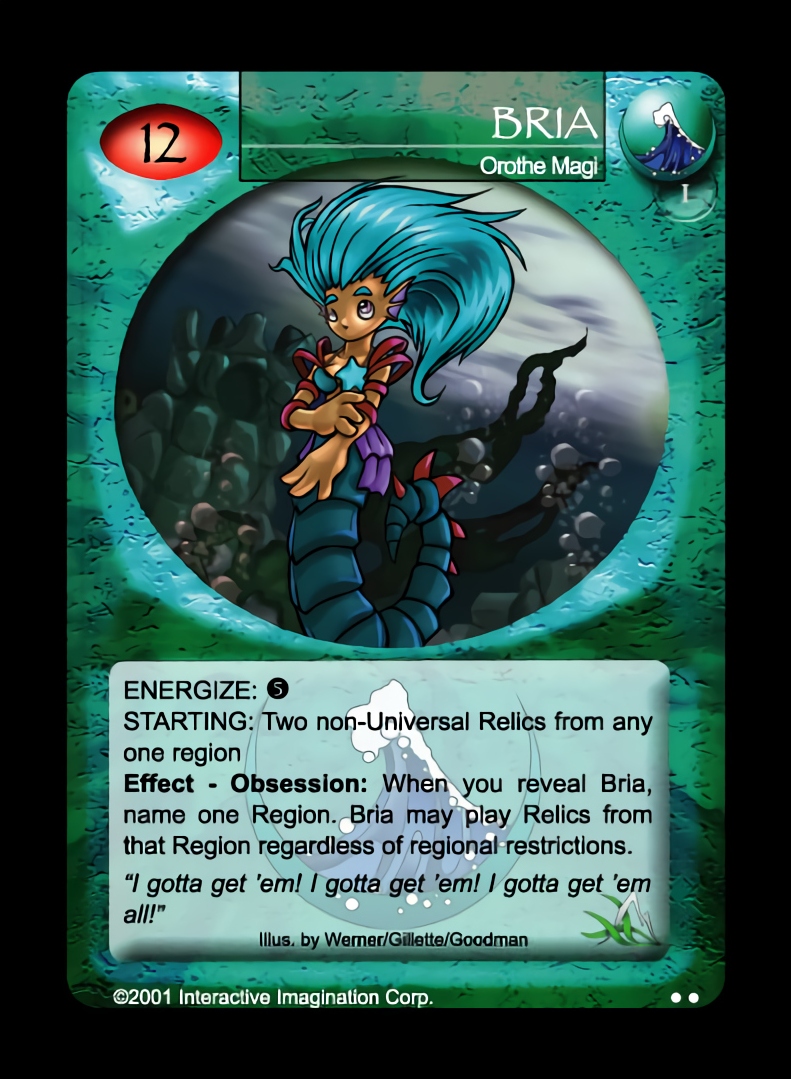 12
BRIA
Orothe Magi
1
ENERGIZE: 5
STARTING: Two non-Universal Relics from any
one region
Effect - Obsession: When you reveal Bria,
name one Region. Bria may play Relics from
that Region regardless of regional restrictions.
“I gotta get ’em! I gotta get ’em! I gotta get ’em
all!”
Illus. by Werner/Gillette/Goodman
©2001 Interactive Imagination Corp.